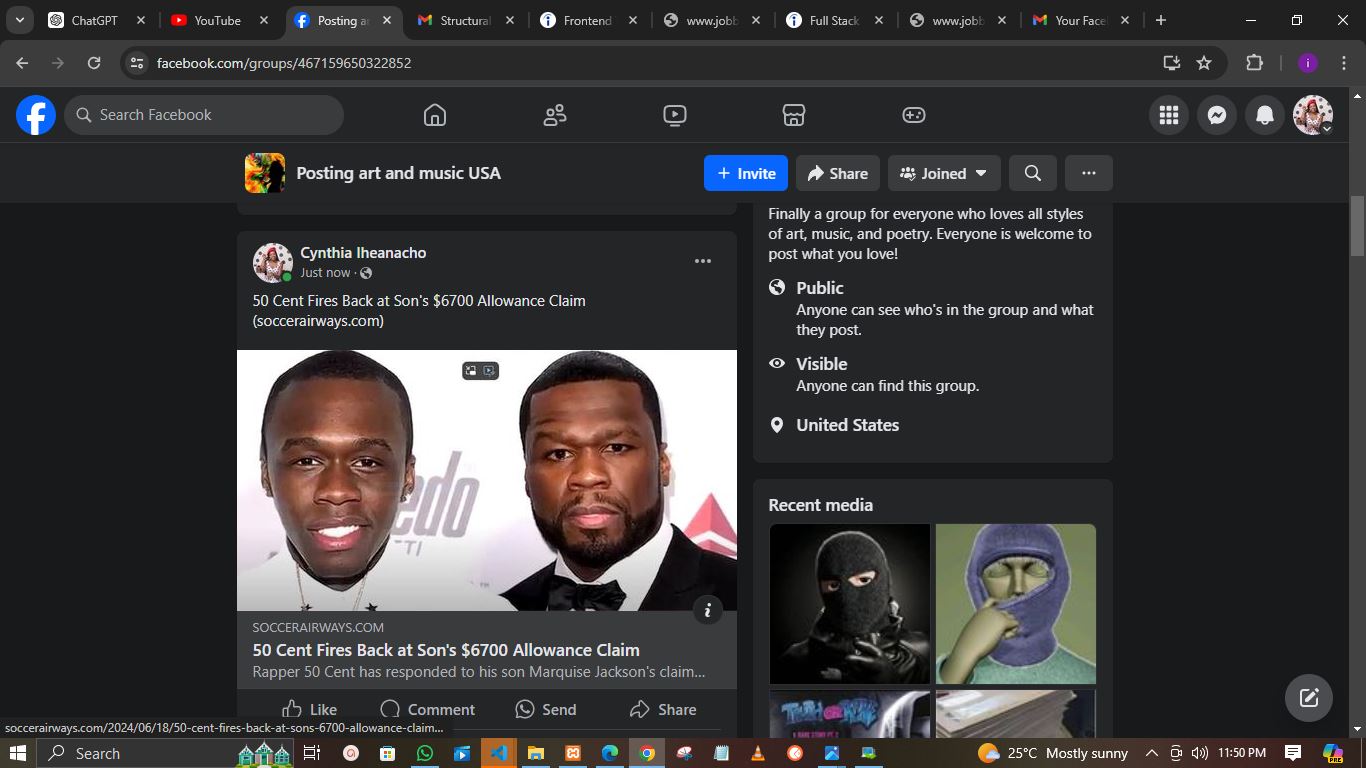 ChatGPT
YouTube
Posting a
Structural
Frontend
www.jobb
Full Stack
www.jobb
Your Face
facebook.com/groups/467159650322852
i
Search Facebook
Posting art and music USA
+ Invite
Share
Joined
Cynthia Iheanacho
Just now ·
50 Cent Fires Back at Son's $6700 Allowance Claim
(soccerairways.com)
SOCCERAIRWAYS.COM
50 Cent Fires Back at Son's $6700 Allowance Claim
Rapper 50 Cent has responded to his son Marquise Jackson's claim...
Like
Comment
Send
Share
Finally a group for everyone who loves all styles
of art, music, and poetry. Everyone is welcome to
post what you love!
Public
Anyone can see who's in the group and what
they post.
Visible
Anyone can find this group.
United States
Recent media
soccerairways.com/2024/06/18/50-cent-fires-back-at-sons-6700-allowance-claim...
Search
25°C Mostly sunny
11:50 PM
PRE